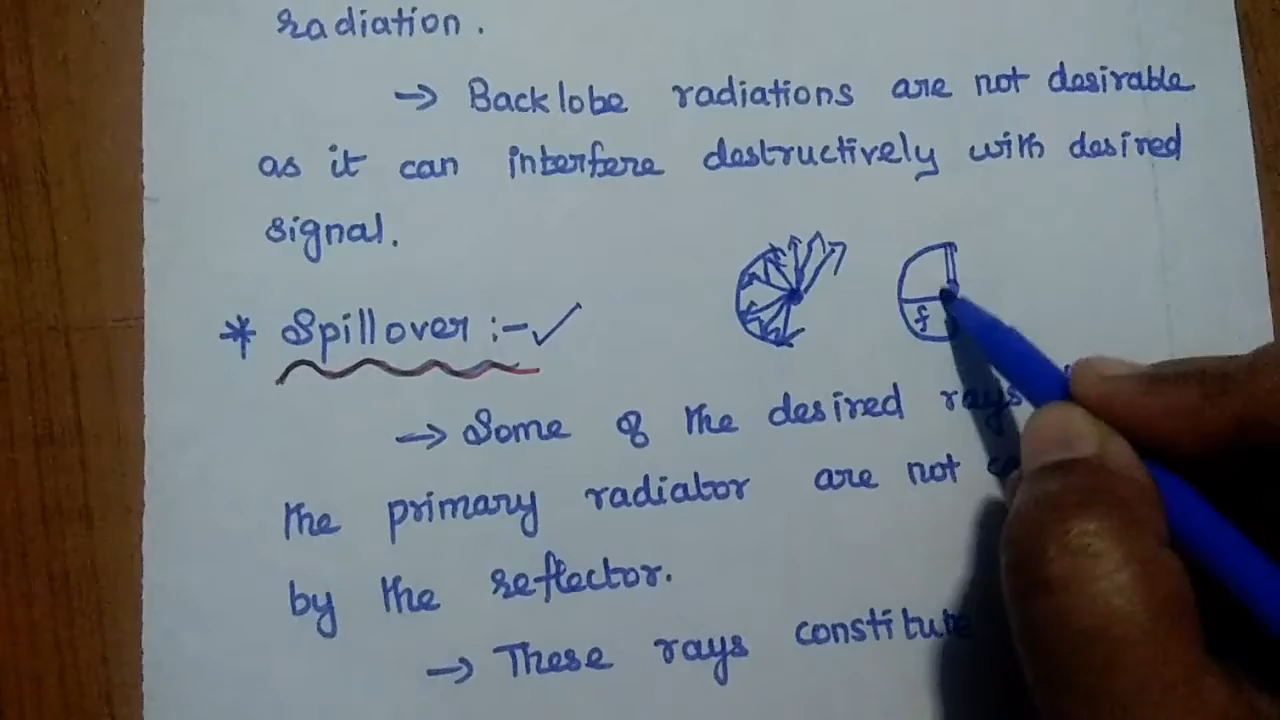 radiation.
→ Backlobe radiations are not desirable
as it can interfere destructively with desired
signal.
* Spillover :- ✓
f
→ Some of the desired rays
the primary radiator are not
by the reflector.
→ These rays constitute